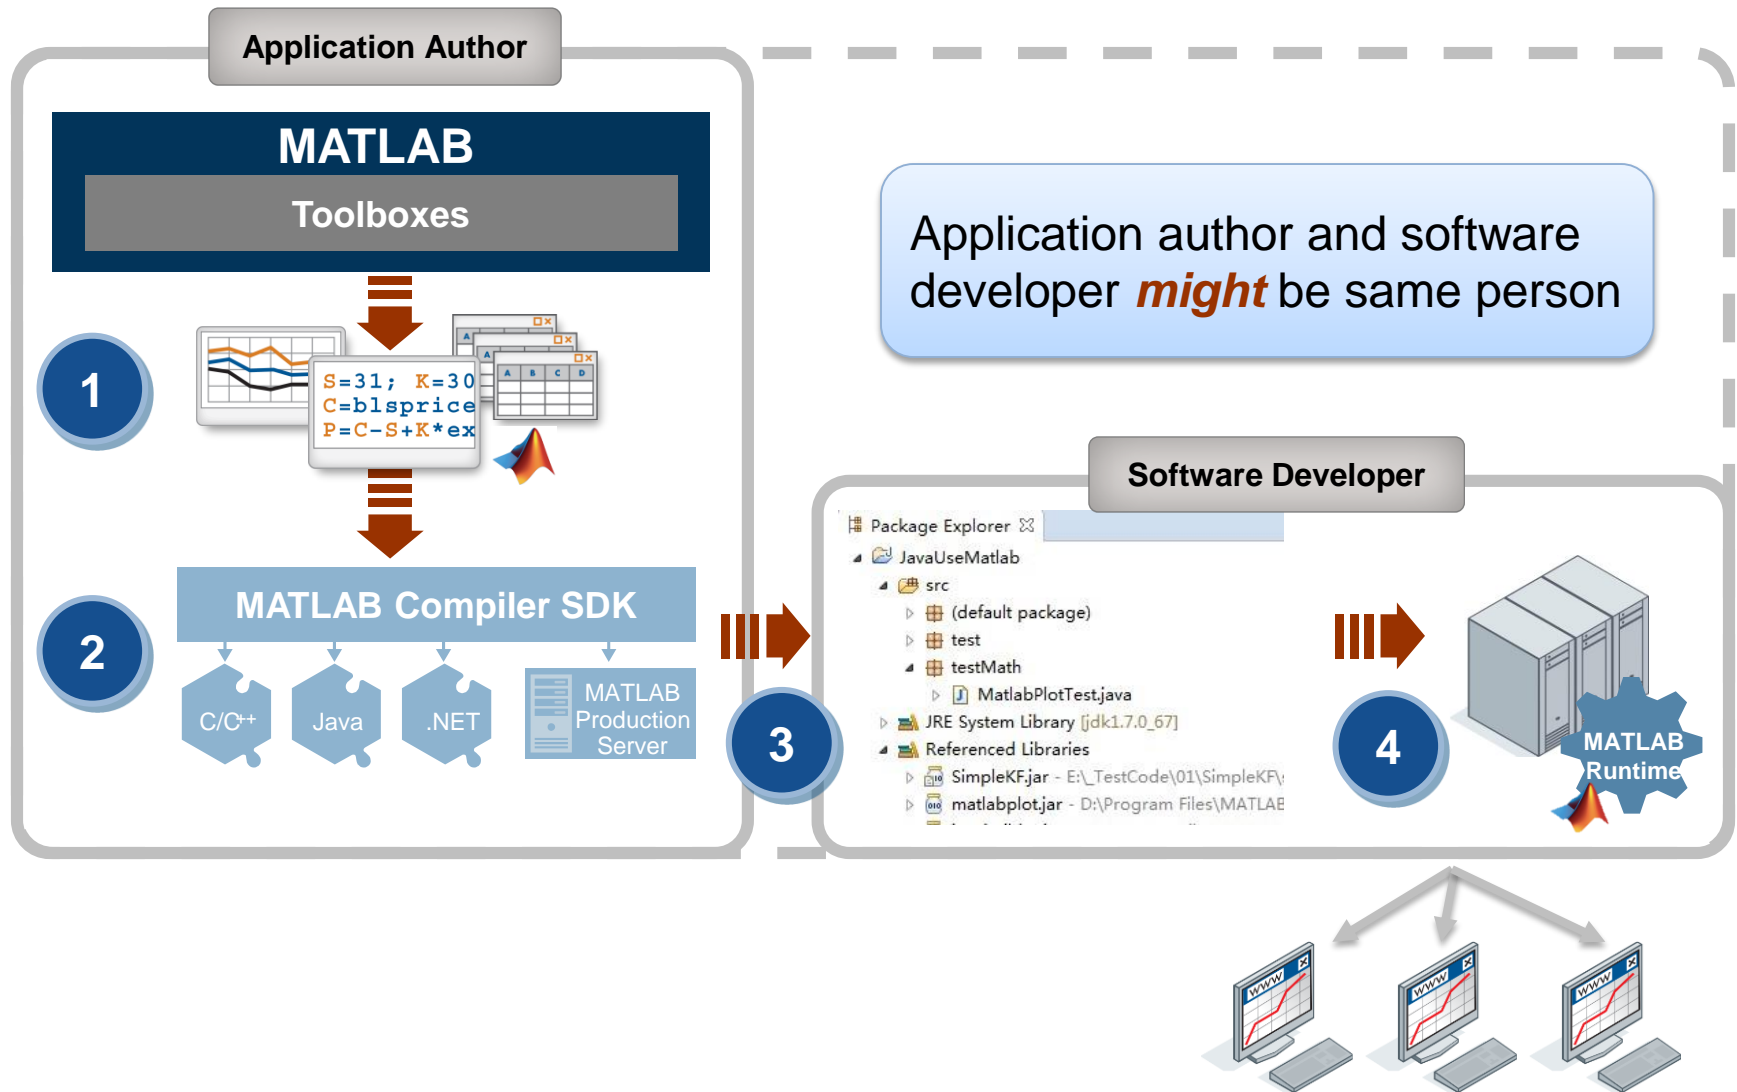 Application Author
MATLAB
Toolboxes
Application author and software
developer might be same person
1
S=31; K=30
C=blsprice
P=C-S+K*ex
A
A
A B C D
2
MATLAB Compiler SDK
C/C++
Java
.NET
MATLAB
Production
Server
3
Software Developer
Package Explorer
JavaUseMatlab
src
(default package)
test
testMath
MatlabPlotTest.java
JRE System Library [jdk1.7.0_67]
Referenced Libraries
SimpleKF.jar - E:\_TestCode\01\SimpleKF\
matlabplot.jar - D:\Program Files\MATLAB
4
MATLAB
Runtime
WWW
WWW
WWW